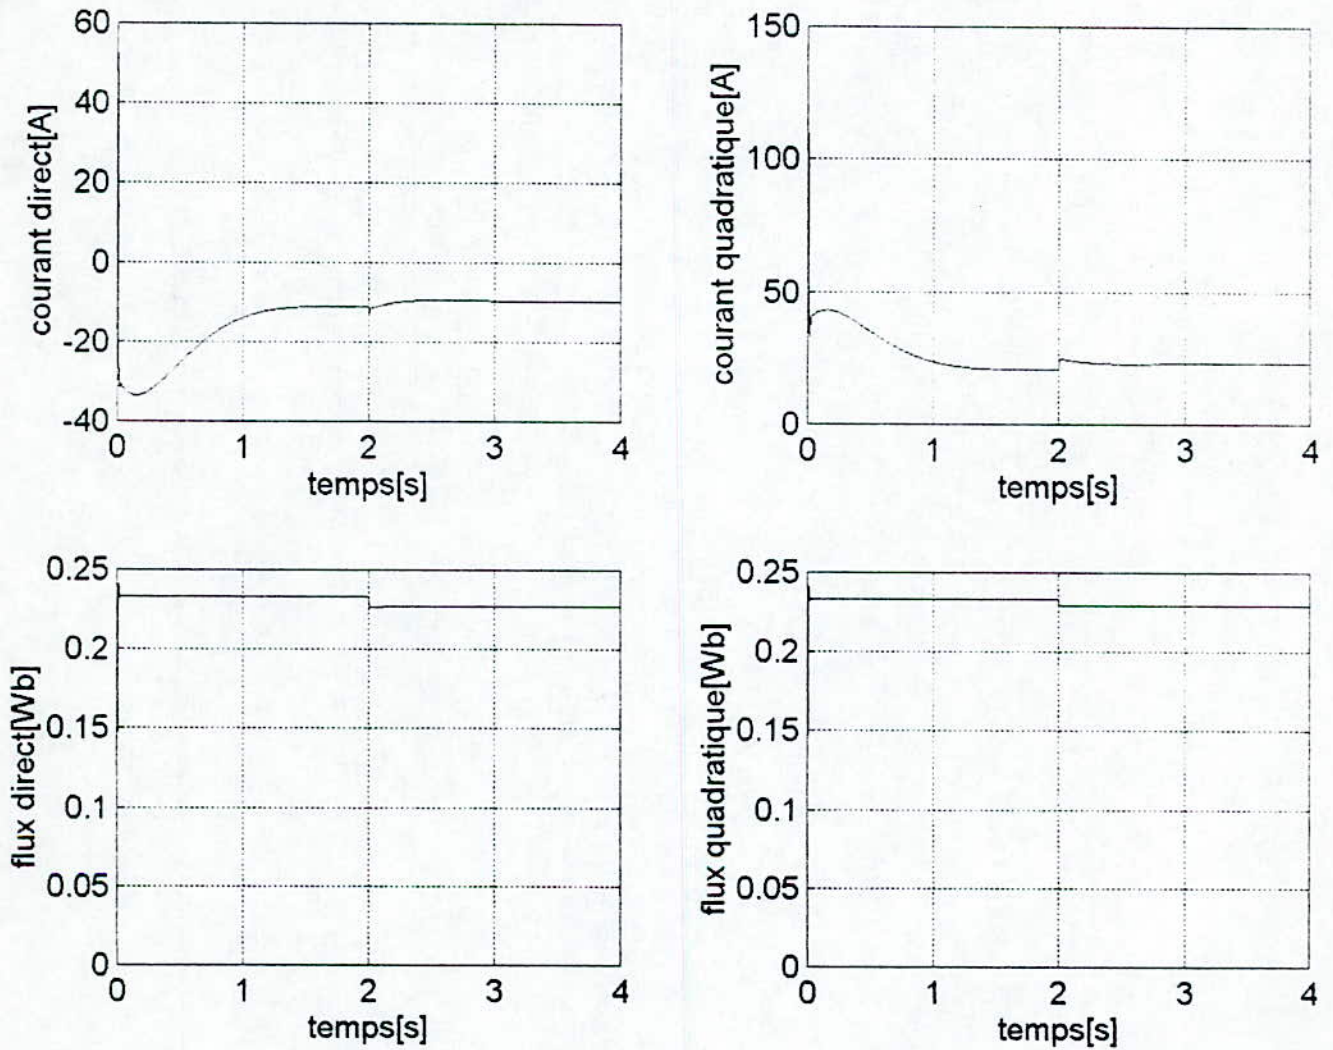 60
40
20
0
-20
-40
courant direct[A]
0 1 2 3 4
temps[s]
150
100
50
0
courant quadratique[A]
0 1 2 3 4
temps[s]
0.25
0.2
0.15
0.1
0.05
0
flux direct[Wb]
0 1 2 3 4
temps[s]
0.25
0.2
0.15
0.1
0.05
0
flux quadratique[Wb]
0 1 2 3 4
temps[s]